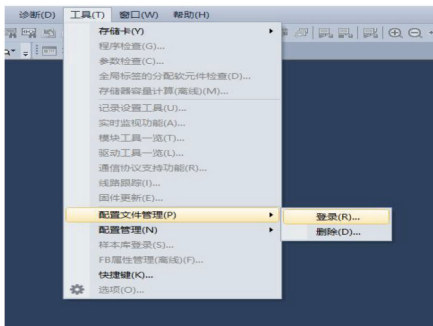 诊断(D) 工具(T) 窗口(W) 帮助(H)
存储卡(Y)
程序检查(G)...
参数检查(C)...
全局标签的分配软元件检查(D)...
存储器容量计算(离线)(M)...
记录设置工具(U)...
实时监视功能(A)...
模块工具一览(T)...
驱动工具一览(L)...
通信协议支持功能(R)...
线路跟踪(I)...
固件更新(E)...
配置文件管理(P)
登录(R)...
配置管理(N)
删除(D)...
样本库登录(S)...
FB属性管理(离线)(F)...
快捷键(K)...
选项(O)...